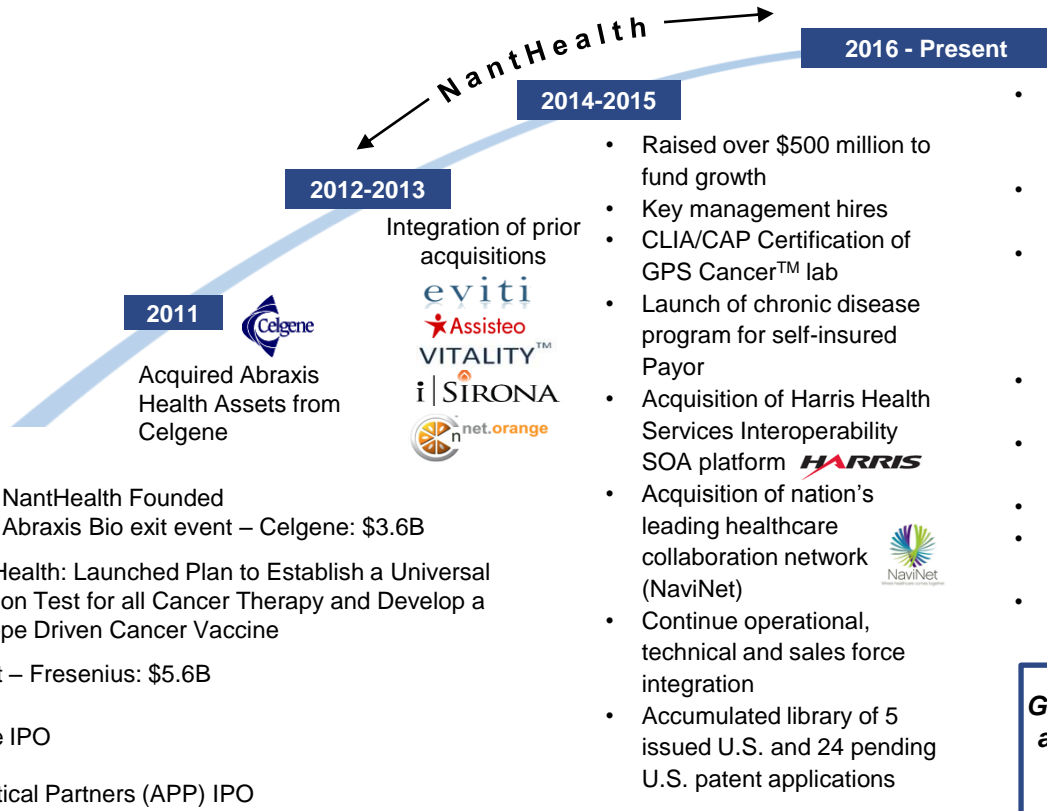 NantHealth
2016 - Present
2014-2015
• Raised over $500 million to
fund growth
• Key management hires
• CLIA/CAP Certification of
GPS Cancer™ lab
• Launch of chronic disease
program for self-insured
Payor
• Acquisition of Harris Health
Services Interoperability
SOA platform HARRIS
• Acquisition of nation's
leading healthcare
collaboration network
(NaviNet)
NaviNet
• Continue operational,
technical and sales force
integration
• Accumulated library of 5
issued U.S. and 24 pending
U.S. patent applications
2012-2013
Integration of prior
acquisitions
eviti
Assisteo
VITALITY™
i|SIRONA
n net.orange
2011
Celgene
Acquired Abraxis
Health Assets from
Celgene
NantHealth Founded
Abraxis Bio exit event – Celgene: $3.6B
Health: Launched Plan to Establish a Universal
on Test for all Cancer Therapy and Develop a
pe Driven Cancer Vaccine
t – Fresenius: $5.6B
e IPO
tical Partners (APP) IPO
G
a